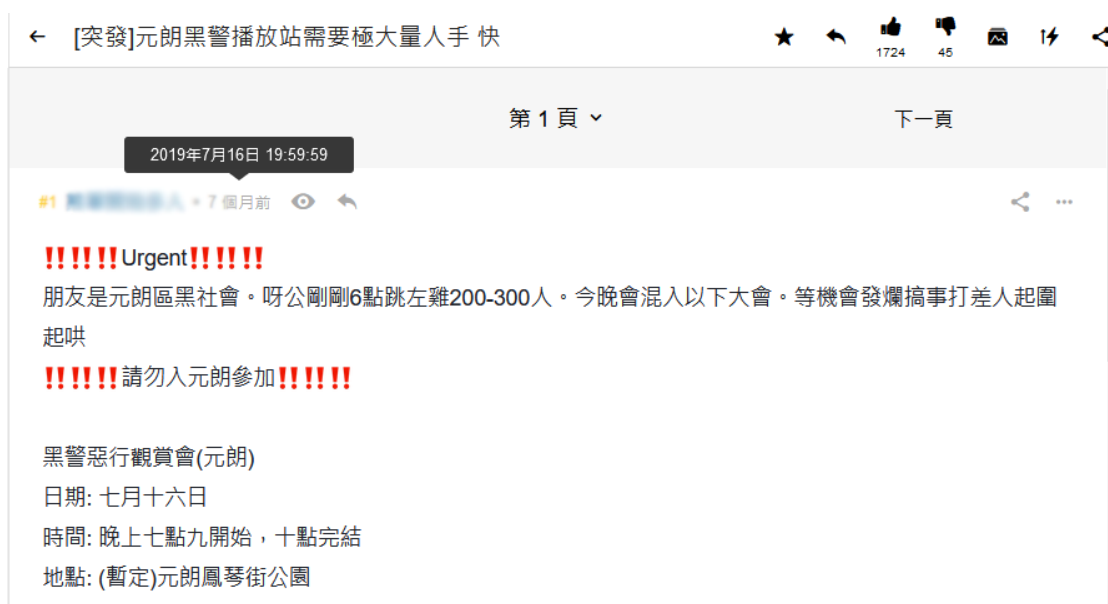 ← [突發]元朗黑警播放站需要極大量人手 快
1724 45
第 1 頁
下一頁
2019年7月16日 19:59:59
#1 • 7 個月前
‼‼‼Urgent‼‼‼
朋友是元朗區黑社會。呀公剛剛6點跳左雞200-300人。今晚會混入以下大會。等機會發爛搞事打差人起圍
起哄
‼‼‼請勿入元朗參加‼‼‼
黑警惡行觀賞會(元朗)
日期: 七月十六日
時間: 晚上七點九開始，十點完結
地點: (暫定)元朗鳳琴街公園